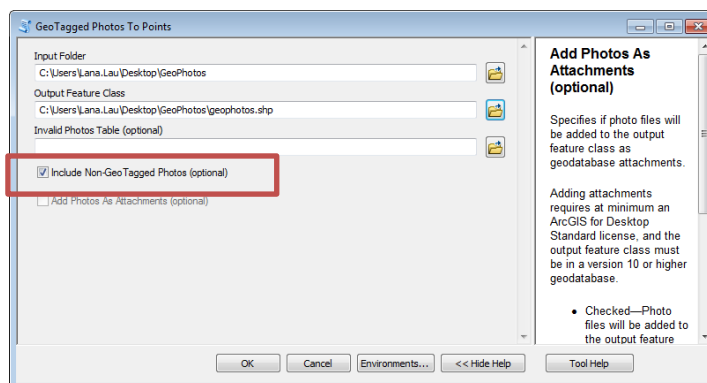 GeoTagged Photos To Points
Input Folder
C:\Users\Lana.Lau\Desktop\GeoPhotos
Output Feature Class
C:\Users\Lana.Lau\Desktop\GeoPhotos\geophotos.shp
Invalid Photos Table (optional)
Include Non-GeoTagged Photos (optional)
Add Photos As Attachments (optional)
OK
Cancel
Environments...
<< Hide Help
Add Photos As
Attachments
(optional)
Specifies if photo files will
be added to the output
feature class as
geodatabase attachments.
Adding attachments
requires at minimum an
ArcGIS for Desktop
Standard license, and the
output feature class must
be in a version 10 or higher
geodatabase.
• Checked—Photo
files will be added to
the output feature
Tool Help